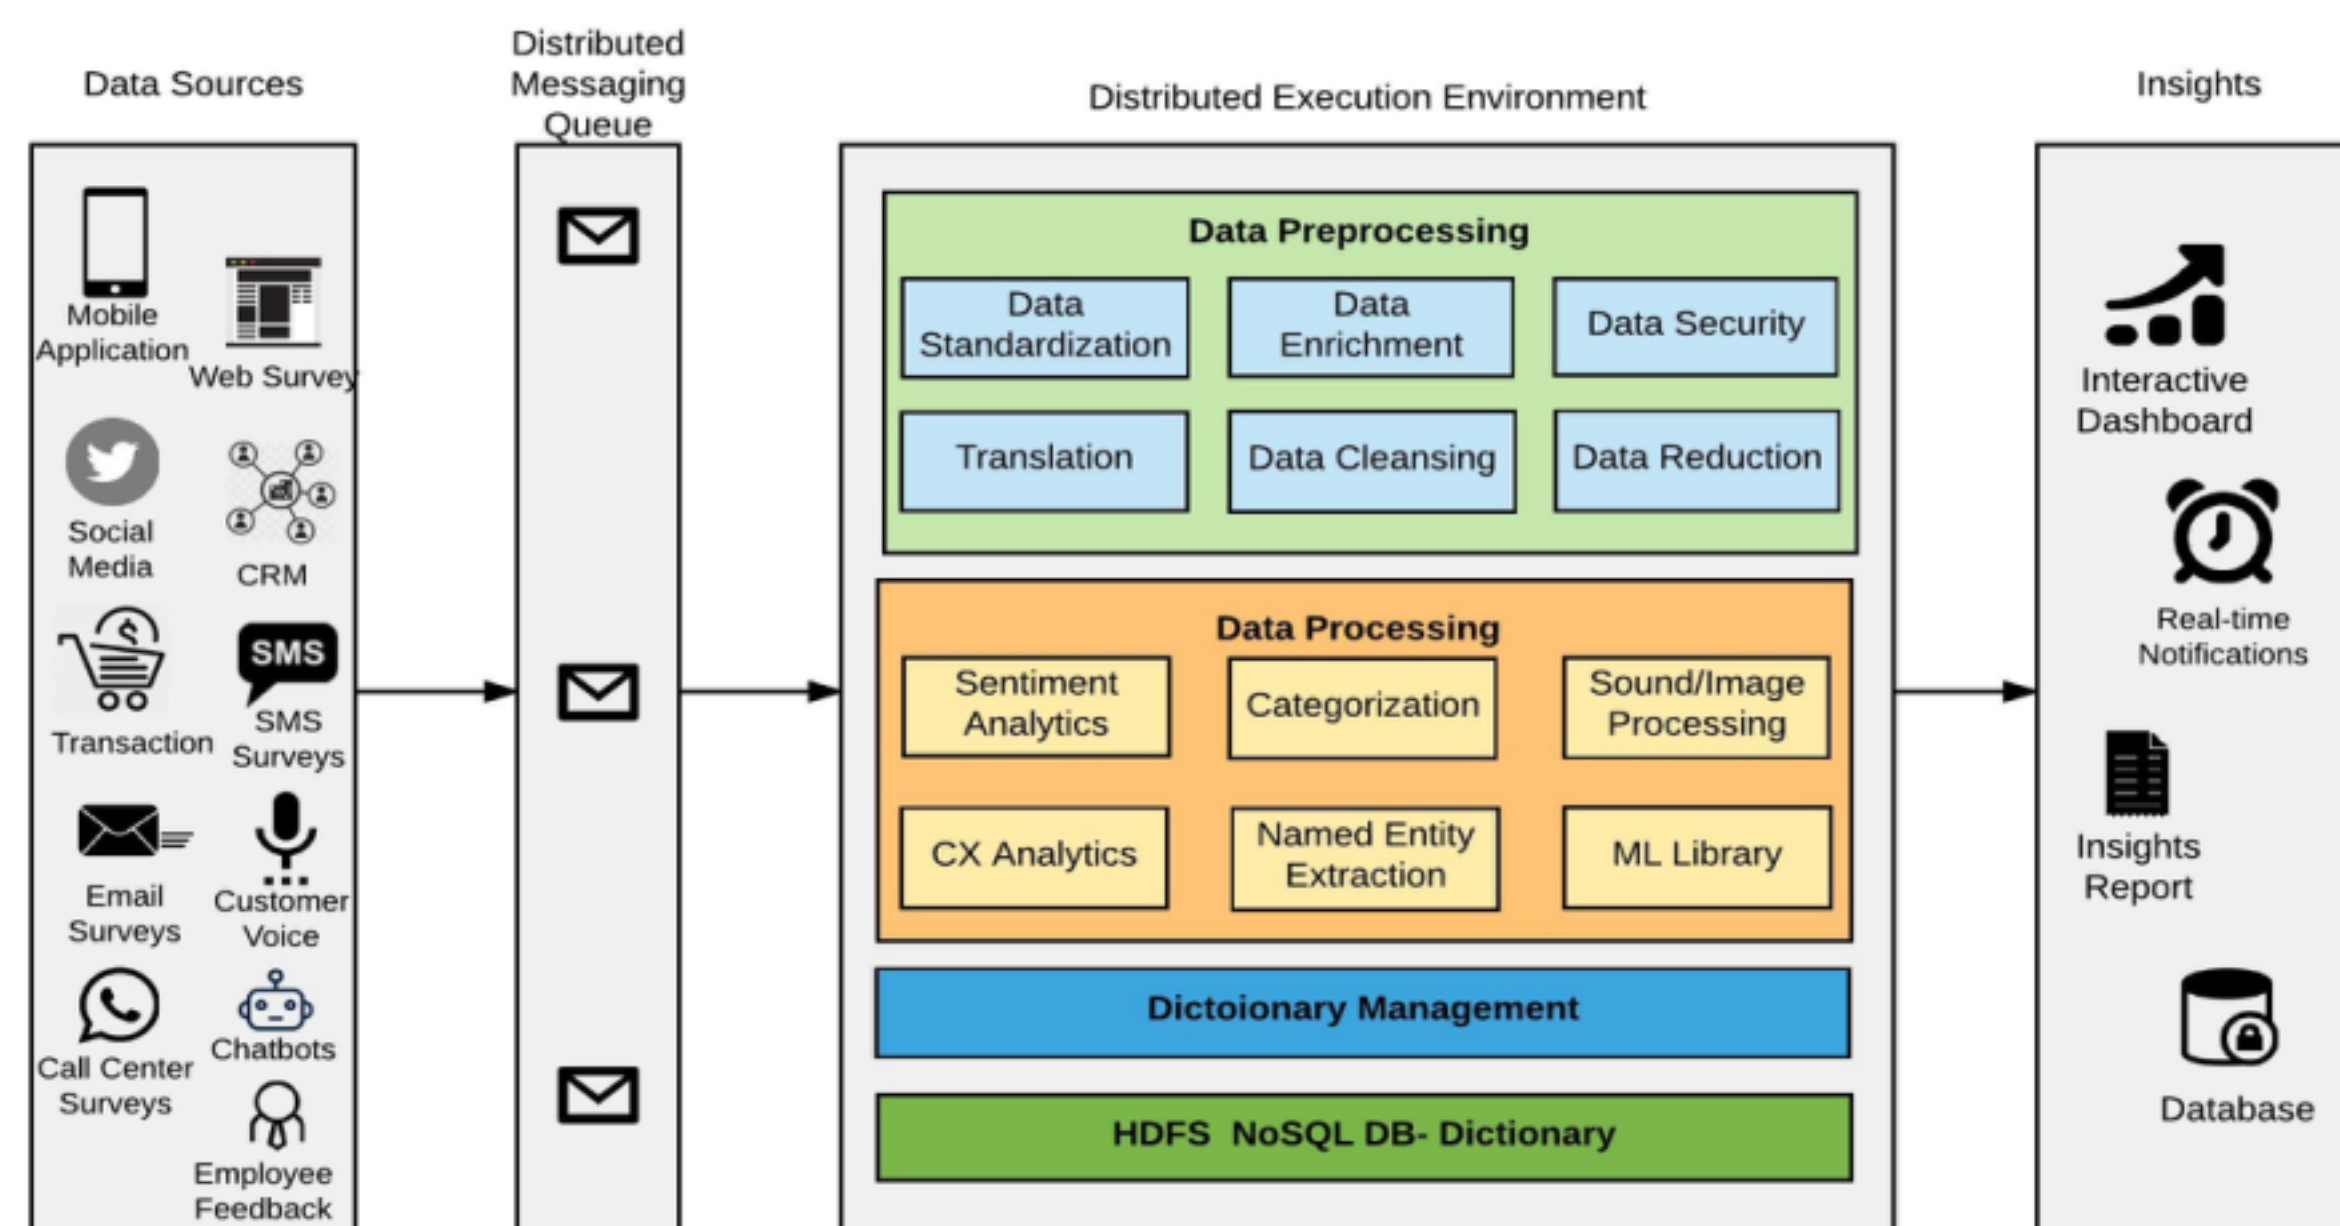 Data Sources
Mobile
Application
Web Survey
Social
Media
CRM
Transaction
SMS
SMS
Surveys
Email
Surveys
Customer
Voice
Call Center
Surveys
Chatbots
Employee
Feedback
Distributed
Messaging
Queue
Distributed Execution Environment
Data Preprocessing
Data
Standardization
Data
Enrichment
Data Security
Translation
Data Cleansing
Data Reduction
Data Processing
Sentiment
Analytics
Categorization
Sound/Image
Processing
CX Analytics
Named Entity
Extraction
ML Library
Dictoionary Management
HDFS NoSQL DB- Dictionary
Insights
Interactive
Dashboard
Real-time
Notifications
Insights
Report
Database